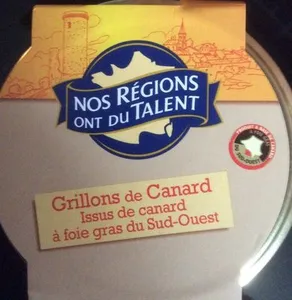 NOS RÉGIONS
ONT DU TALENT
Grillons de Canard
Issus de canard
à foie gras du Sud-Ouest